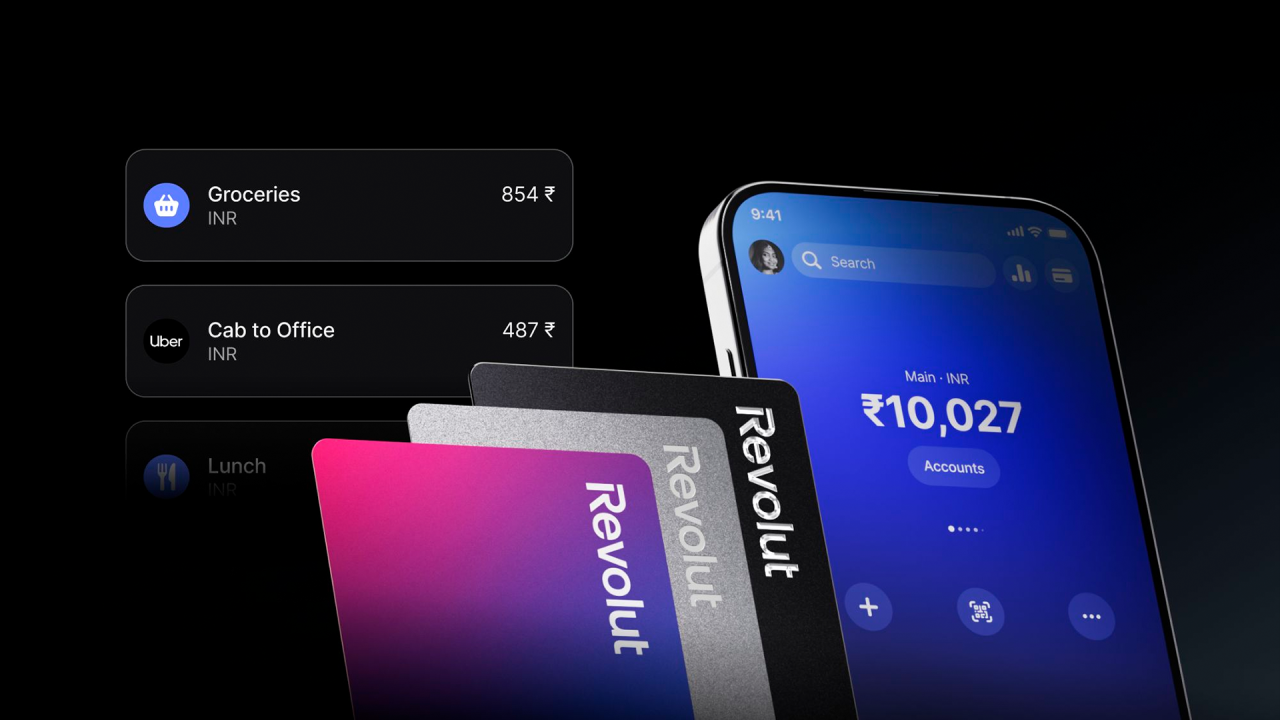 Groceries
INR
854 ₹
Uber
Cab to Office
INR
487 ₹
Lunch
INR
Revolut
Revolut
Revolut
9:41
Search
Main · INR
₹10,027
Accounts